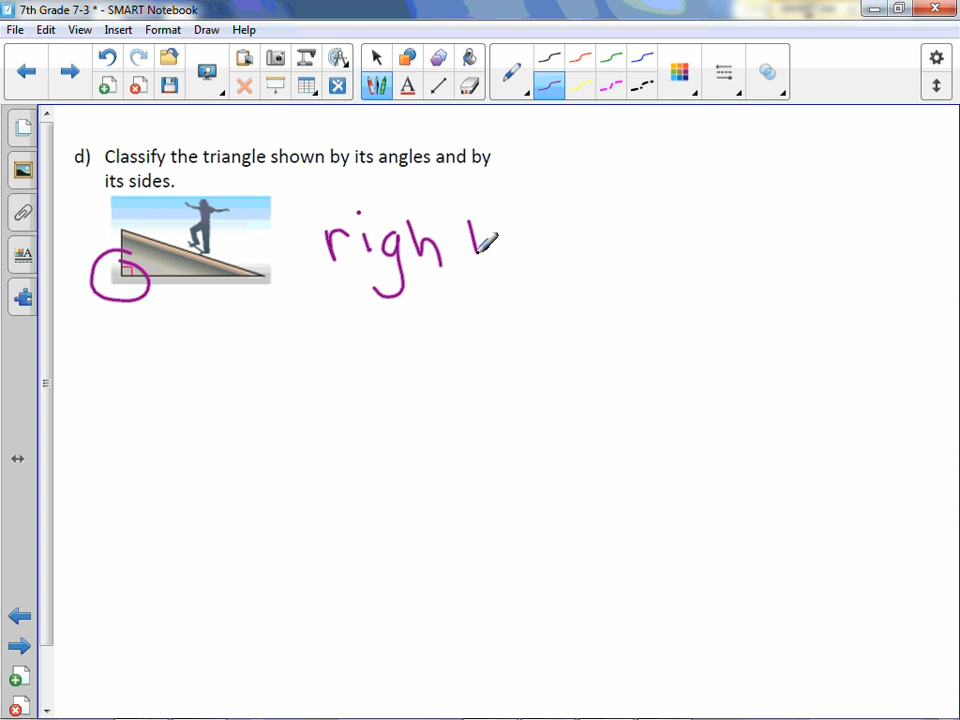 7th Grade 7-3 * - SMART Notebook
File Edit View Insert Format Draw Help
d) Classify the triangle shown by its angles and by
its sides.
righ